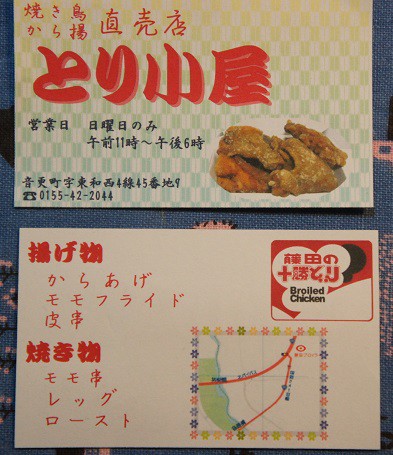 焼き鳥
から揚
直売店
とり小屋
営業日 日曜日のみ
午前11時～午後6時
音更町字東和西4線45番地9
☎0155-42-2044
揚げ物
からあげ
モモフライド
皮串
焼き物
モモ串
レッグ
ロースト
藤田の
十勝どり
Broiled
Chicken